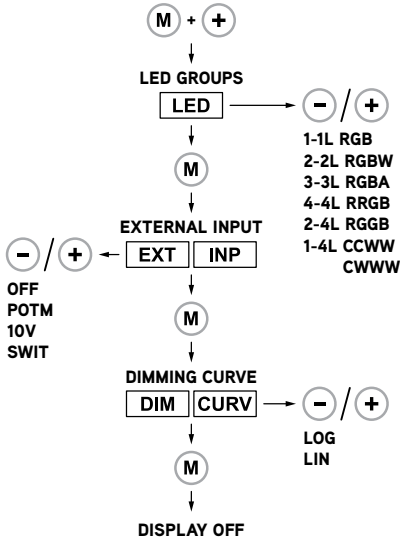 M + +
LED GROUPS
LED
- / +
1-1L RGB
2-2L RGBW
3-3L RGBA
4-4L RRGB
2-4L RGGB
1-4L CCWW
CWWW
M
EXTERNAL INPUT
- / +
EXT INP
OFF
POTM
10V
SWIT
M
DIMMING CURVE
DIM CURV
- / +
LOG
LIN
M
DISPLAY OFF